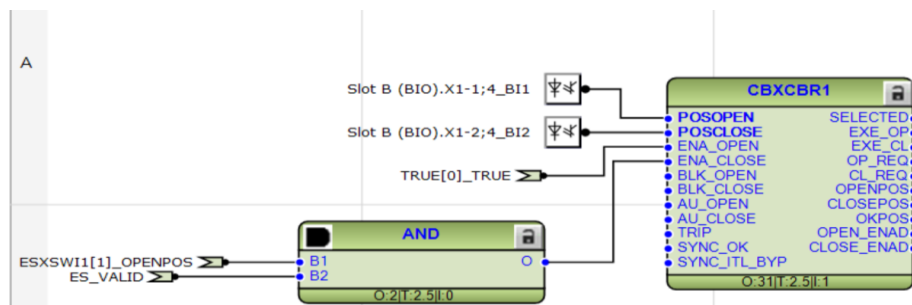 A
Slot B (BIO).X1-1;4_BI1
Slot B (BIO).X1-2;4_BI2
TRUE[0]_TRUE
CBXCBR1
POSOPEN SELECTED
POSCLOSE EXE_OP
ENA_OPEN EXE_CL
ENA_CLOSE OP_REQ
BLK_OPEN CL_REQ
BLK_CLOSE OPENPOS
AU_OPEN CLOSEPOS
AU_CLOSE OKPOS
TRIP OPEN_ENAD
SYNC_OK CLOSE_ENAD
SYNC_ITL_BYP
O:31|T:2.5|I:1
AND
ESXSWI1[1]_OPENPOS
ES_VALID
B1 O
B2
O:2|T:2.5|I:0